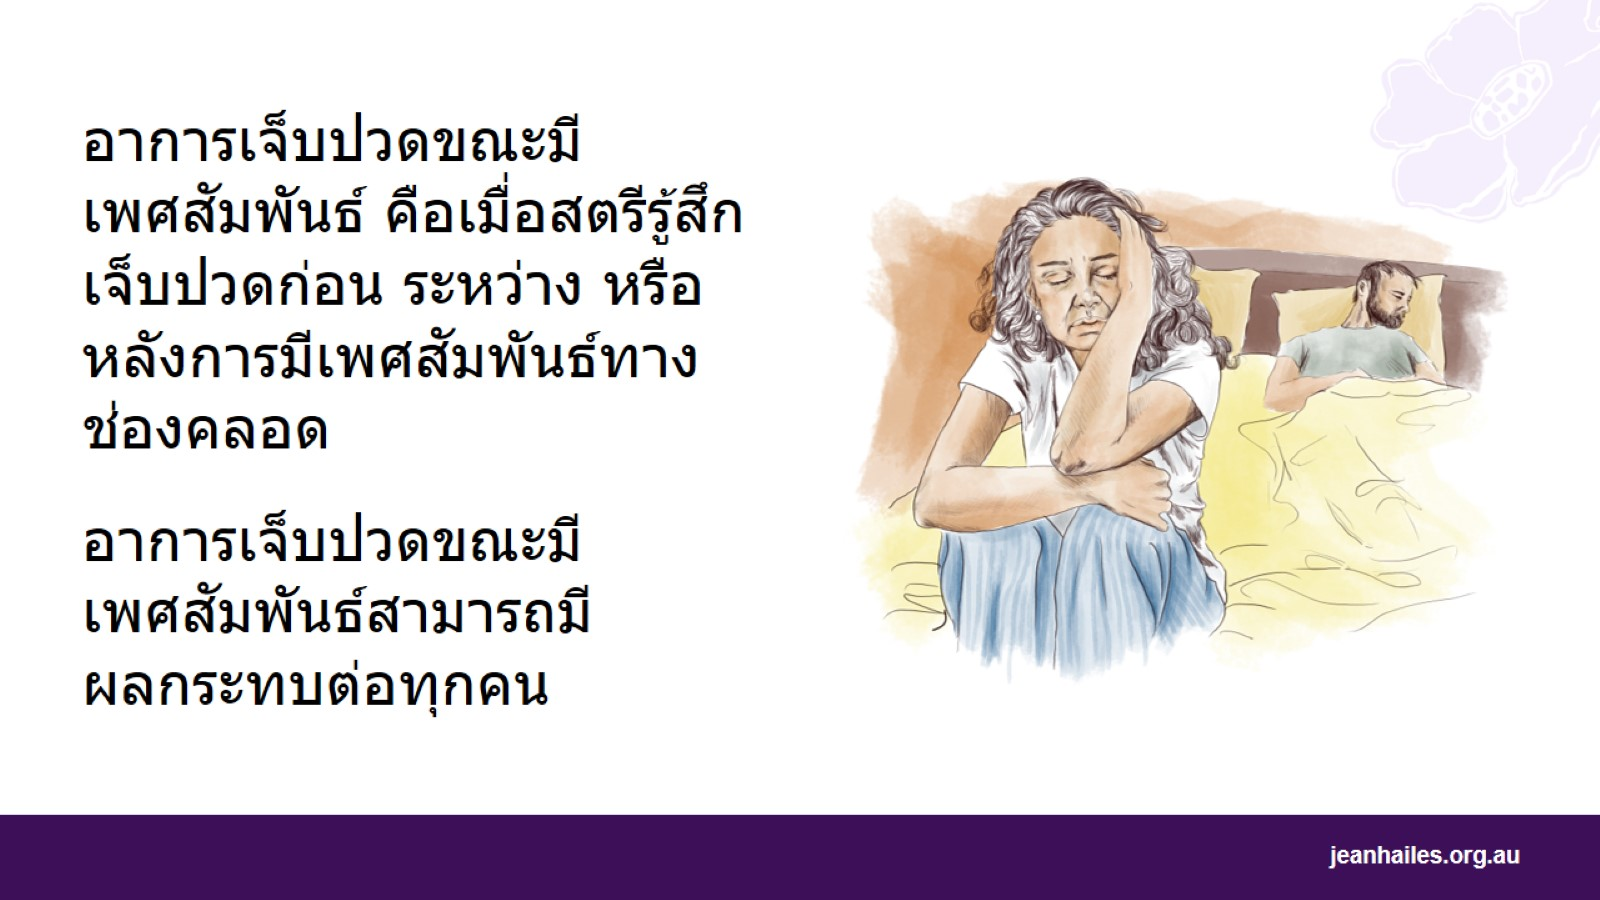 อาการเจ็บปวดขณะมี
เพศสัมพันธ์ คือเมื่อสตรีรู้สึก
เจ็บปวดก่อน ระหว่าง หรือ
หลังการมีเพศสัมพันธ์ทาง
ช่องคลอด
อาการเจ็บปวดขณะมี
เพศสัมพันธ์สามารถมี
ผลกระทบต่อทุกคน
jeanhailes.org.au